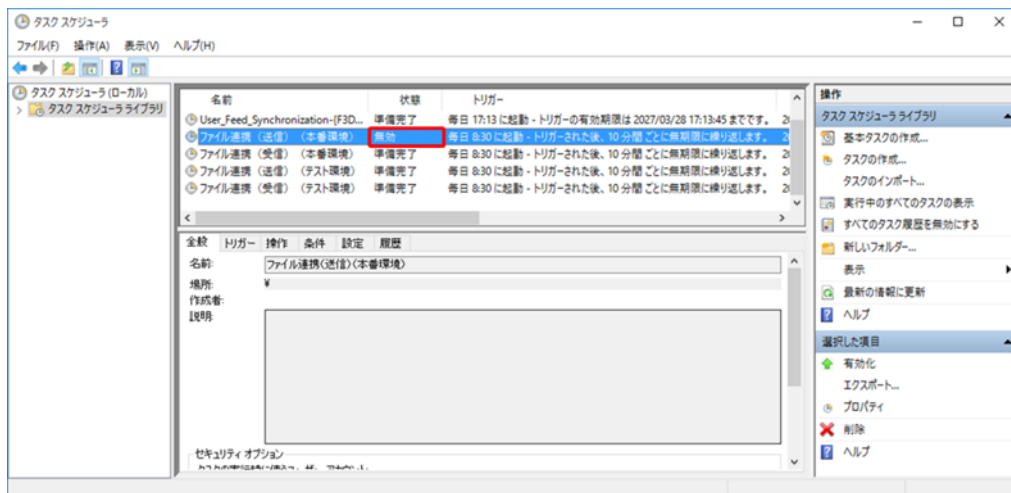 タスク スケジューラ
ファイル(F) 操作(A) 表示(V) ヘルプ(H)
タスク スケジューラ (ローカル)
タスク スケジューラ ライブラリ
名前 状態 トリガー
User_Feed_Synchronization-{F3D... 準備完了 毎日 17:13 に起動 - トリガーの有効期限は 2027/03/28 17:13:45 までです。
ファイル連携（送信）（本番環境） 無効 毎日 8:30 に起動 - トリガーされた後、10 分間 ごとに無期限に繰り返します。
ファイル連携（受信）（本番環境） 準備完了 毎日 8:30 に起動 - トリガーされた後、10 分間 ごとに無期限に繰り返します。
ファイル連携（送信）（テスト環境） 準備完了 毎日 8:30 に起動 - トリガーされた後、10 分間 ごとに無期限に繰り返します。
ファイル連携（受信）（テスト環境） 準備完了 毎日 8:30 に起動 - トリガーされた後、10 分間 ごとに無期限に繰り返します。
全般 トリガー 操作 条件 設定 履歴
名前: ファイル連携(送信)(本番環境)
場所: ¥
作成者:
説明:
セキュリティ オプション
操作
タスク スケジューラ ライブラリ
基本タスクの作成...
タスクの作成...
タスクのインポート...
実行中のすべてのタスクの表示
すべてのタスク履歴を無効にする
新しいフォルダー...
表示
最新の情報に更新
ヘルプ
選択した項目
有効化
エクスポート...
プロパティ
削除
ヘルプ